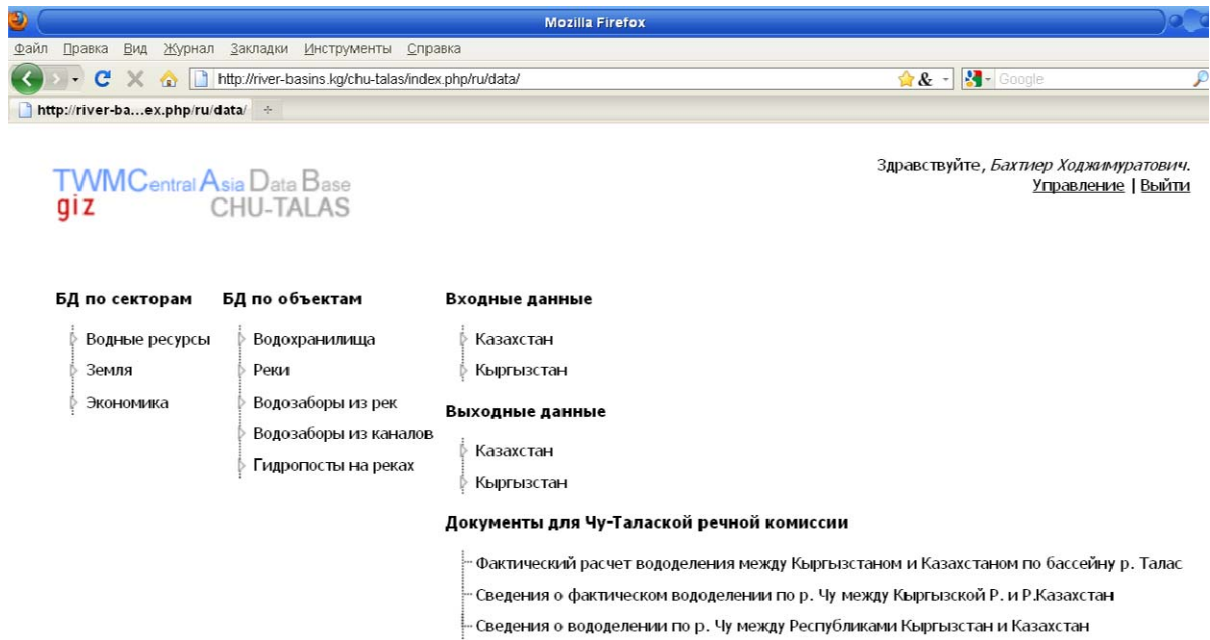 Mozilla Firefox
Файл Правка Вид Журнал Закладки Инструменты Справка
http://river-basins.kg/chu-talas/index.php/ru/data/
Google
http://river-ba...ex.php/ru/data/
TWMCentral Asia Data Base
giz CHU-TALAS
Здравствуйте, Бахтиер Ходжимуратович.
Управление | Выйти
БД по секторам
Водные ресурсы
Земля
Экономика
БД по объектам
Водохранилища
Реки
Водозаборы из рек
Водозаборы из каналов
Гидропосты на реках
Входные данные
Казахстан
Кыргызстан
Выходные данные
Казахстан
Кыргызстан
Документы для Чу-Талаской речной комиссии
Фактический расчет вододеления между Кыргызстаном и Казахстаном по бассейну р. Талас
Сведения о фактическом вододелении по р. Чу между Кыргызской Р. и Р.Казахстан
Сведения о вододелении по р. Чу между Республиками Кыргызстан и Казахстан